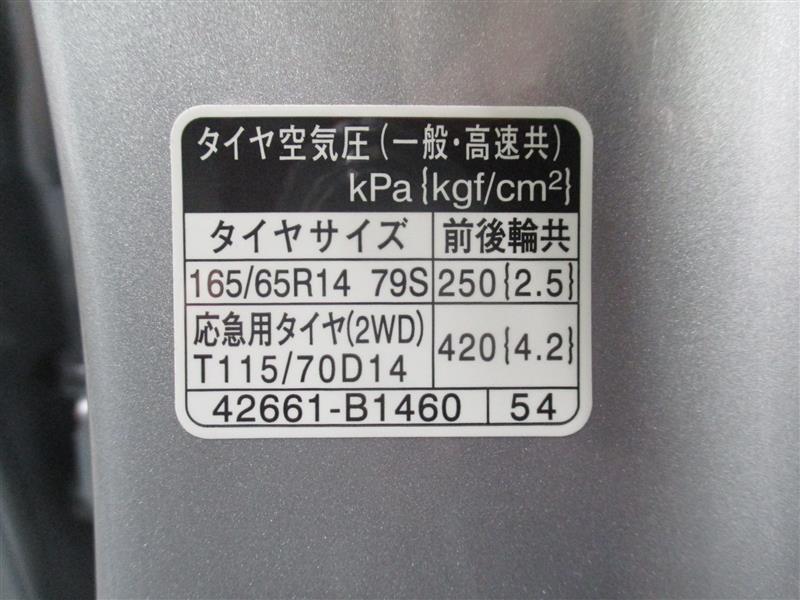 タイヤ空気圧(一般・高速共)
kPa{kgf/cm²}
タイヤサイズ 前後輪共
165/65R14 79S 250{2.5}
応急用タイヤ(2WD)
T115/70D14 420{4.2}
42661-B1460 54